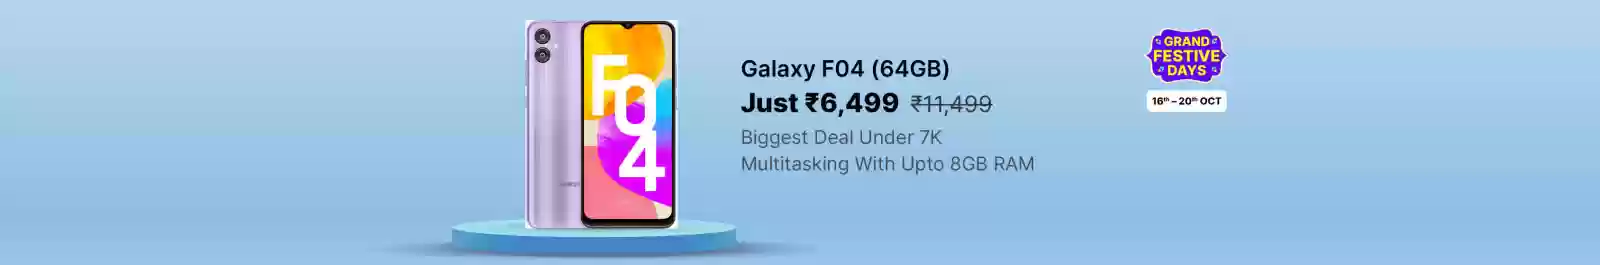 F04
Galaxy F04 (64GB)
Just ₹6,499 ₹11,499
Biggest Deal Under 7K
Multitasking With Upto 8GB RAM
GRAND
FESTIVE
DAYS
16th – 20th OCT